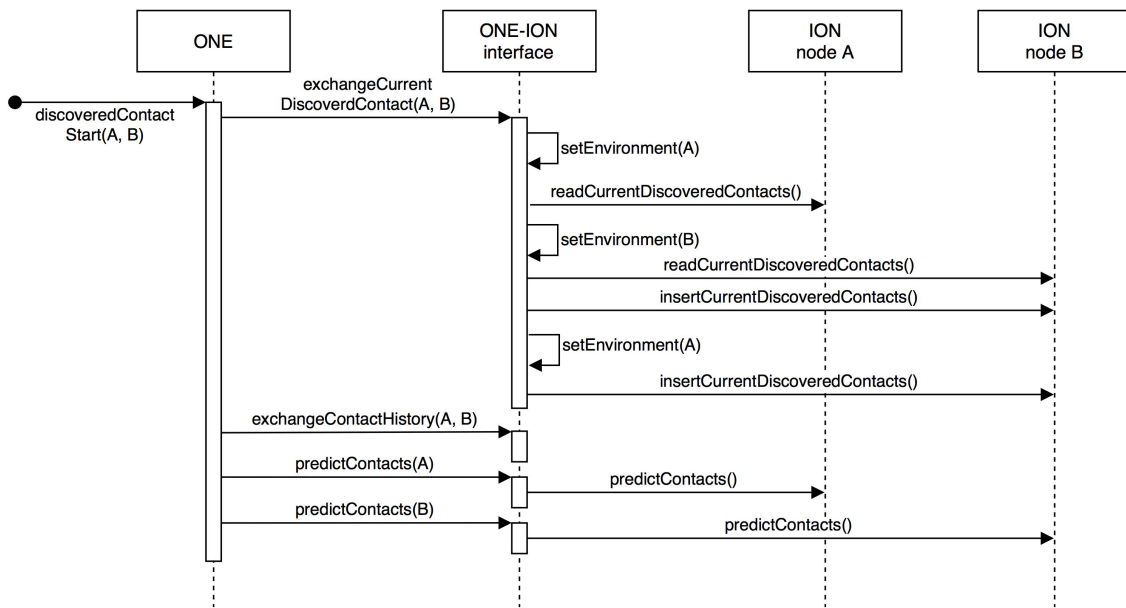 ONE
ONE-ION
interface
ION
node A
ION
node B
discoveredContact
Start(A, B)
exchangeCurrent
DiscoverdContact(A, B)
setEnvironment(A)
readCurrentDiscoveredContacts()
setEnvironment(B)
readCurrentDiscoveredContacts()
insertCurrentDiscoveredContacts()
setEnvironment(A)
insertCurrentDiscoveredContacts()
exchangeContactHistory(A, B)
predictContacts(A)
predictContacts()
predictContacts(B)
predictContacts()